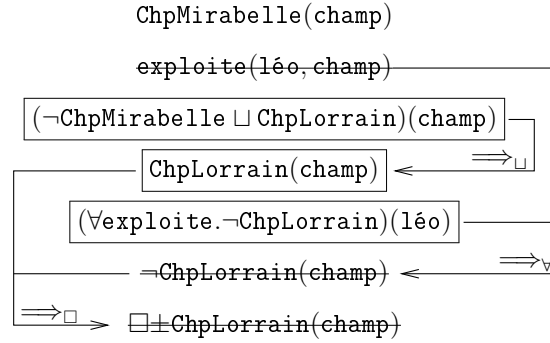 ChpMirabelle(champ)
exploite(léo, champ)
(¬ChpMirabelle ⊔ ChpLorrain)(champ)
⟹⊔
ChpLorrain(champ)
(∀exploite.¬ChpLorrain)(léo)
⟹∀
¬ChpLorrain(champ)
⟹□
□±ChpLorrain(champ)